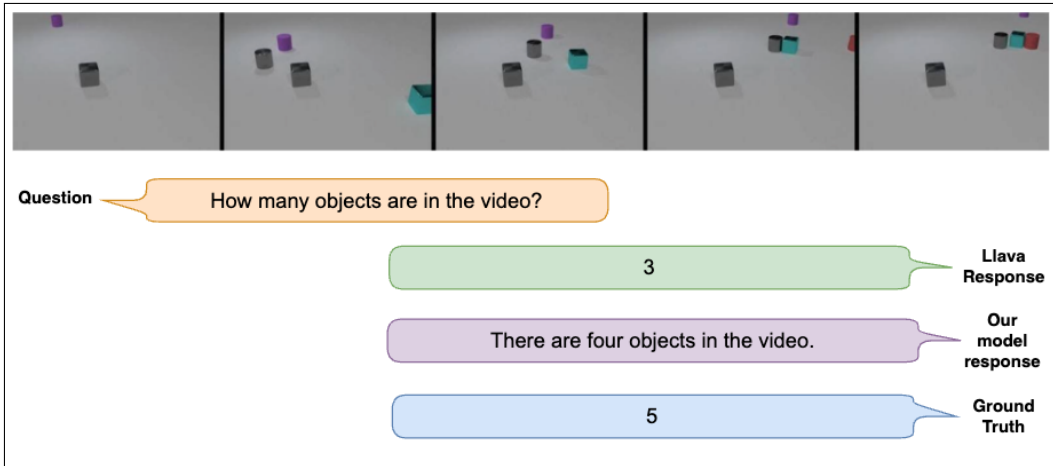 Question
How many objects are in the video?
3
Llava
Response
There are four objects in the video.
Our
model
response
5
Ground
Truth